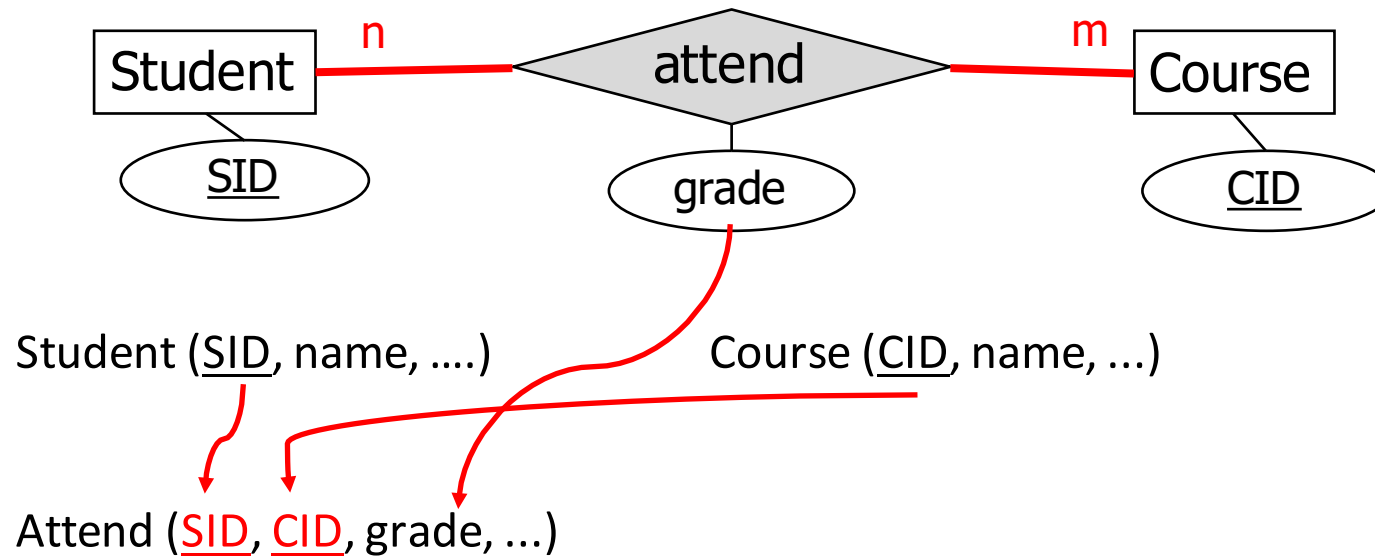 n
m
Student
attend
Course
SID
grade
CID
Student (SID, name, ….)
Course (CID, name, ...)
Attend (SID, CID, grade, ...)